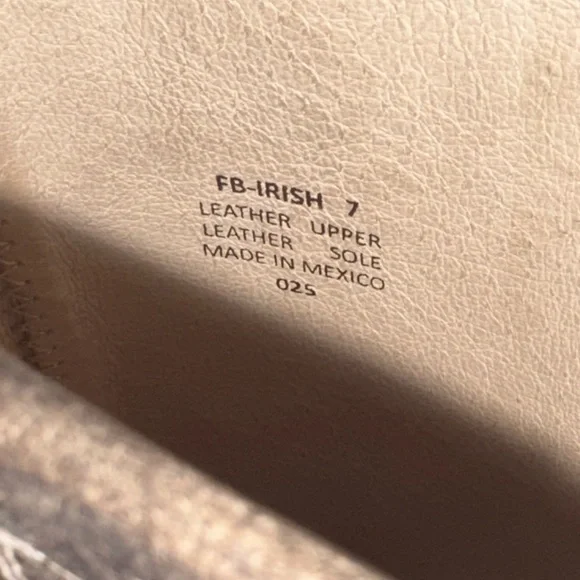 FB-IRISH 7
LEATHER UPPER
LEATHER SOLE
MADE IN MEXICO
025